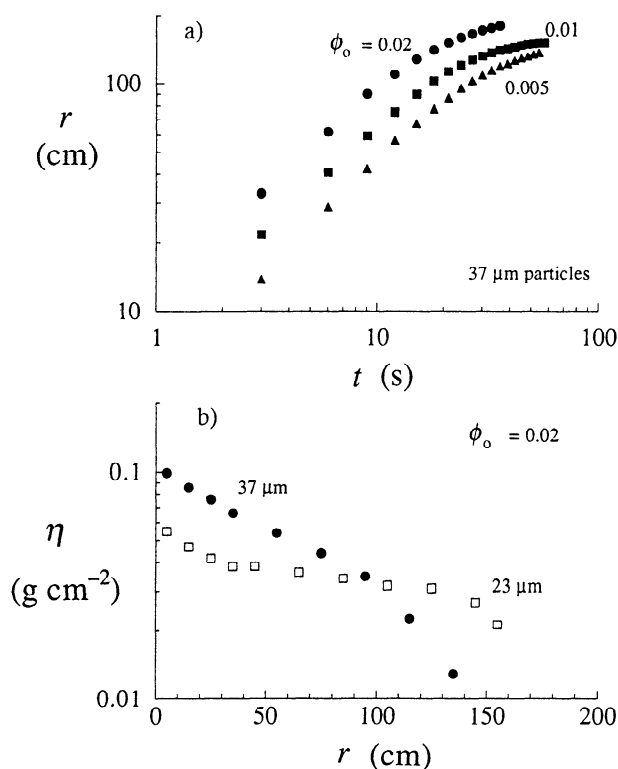 a)
ϕo = 0.02
0.01
0.005
100
10
r
(cm)
37 μm particles
1
10
100
t (s)
b)
ϕo = 0.02
0.1
0.01
37 μm
23 μm
η
(g cm⁻²)
0
50
100
150
200
r (cm)